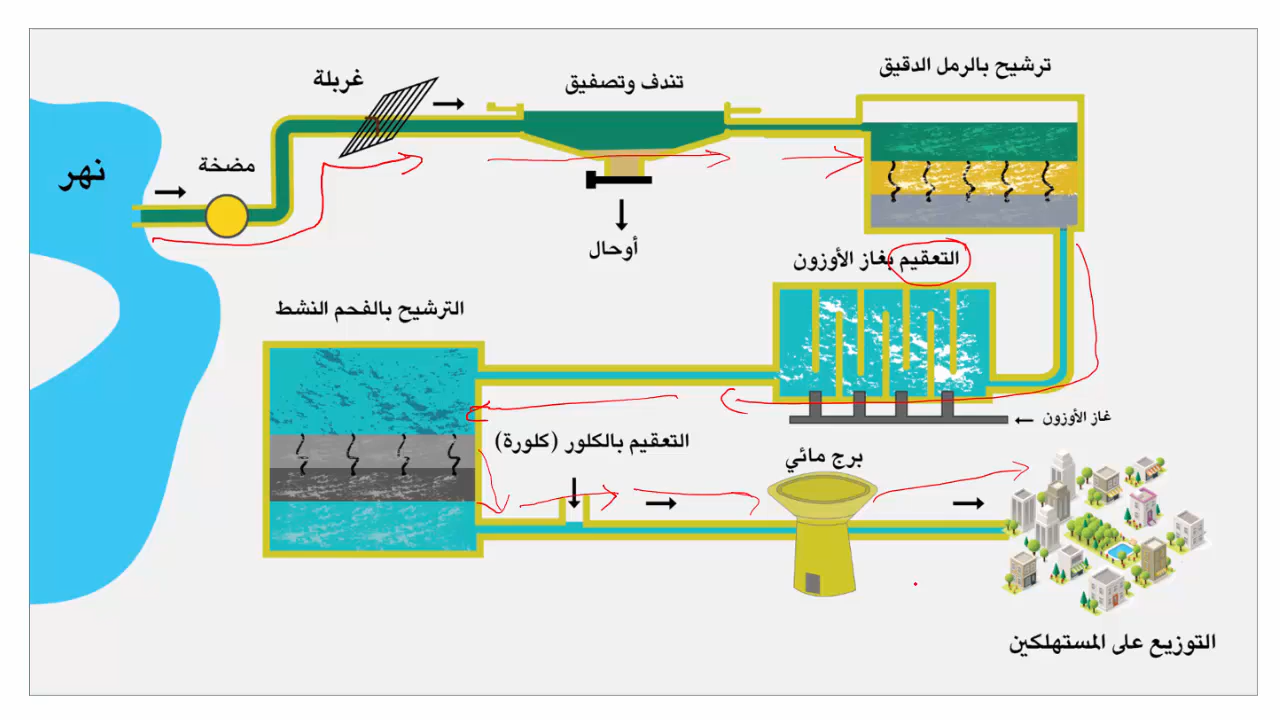 غربلة
تندف وتصفيق
ترشيح بالرمل الدقيق
مضخة
نهر
أوحال
التعقيم بغاز الأوزون
الترشيح بالفحم النشط
غاز الأوزون
التعقيم بالكلور (كلورة)
برج مائي
التوزيع على المستهلكين